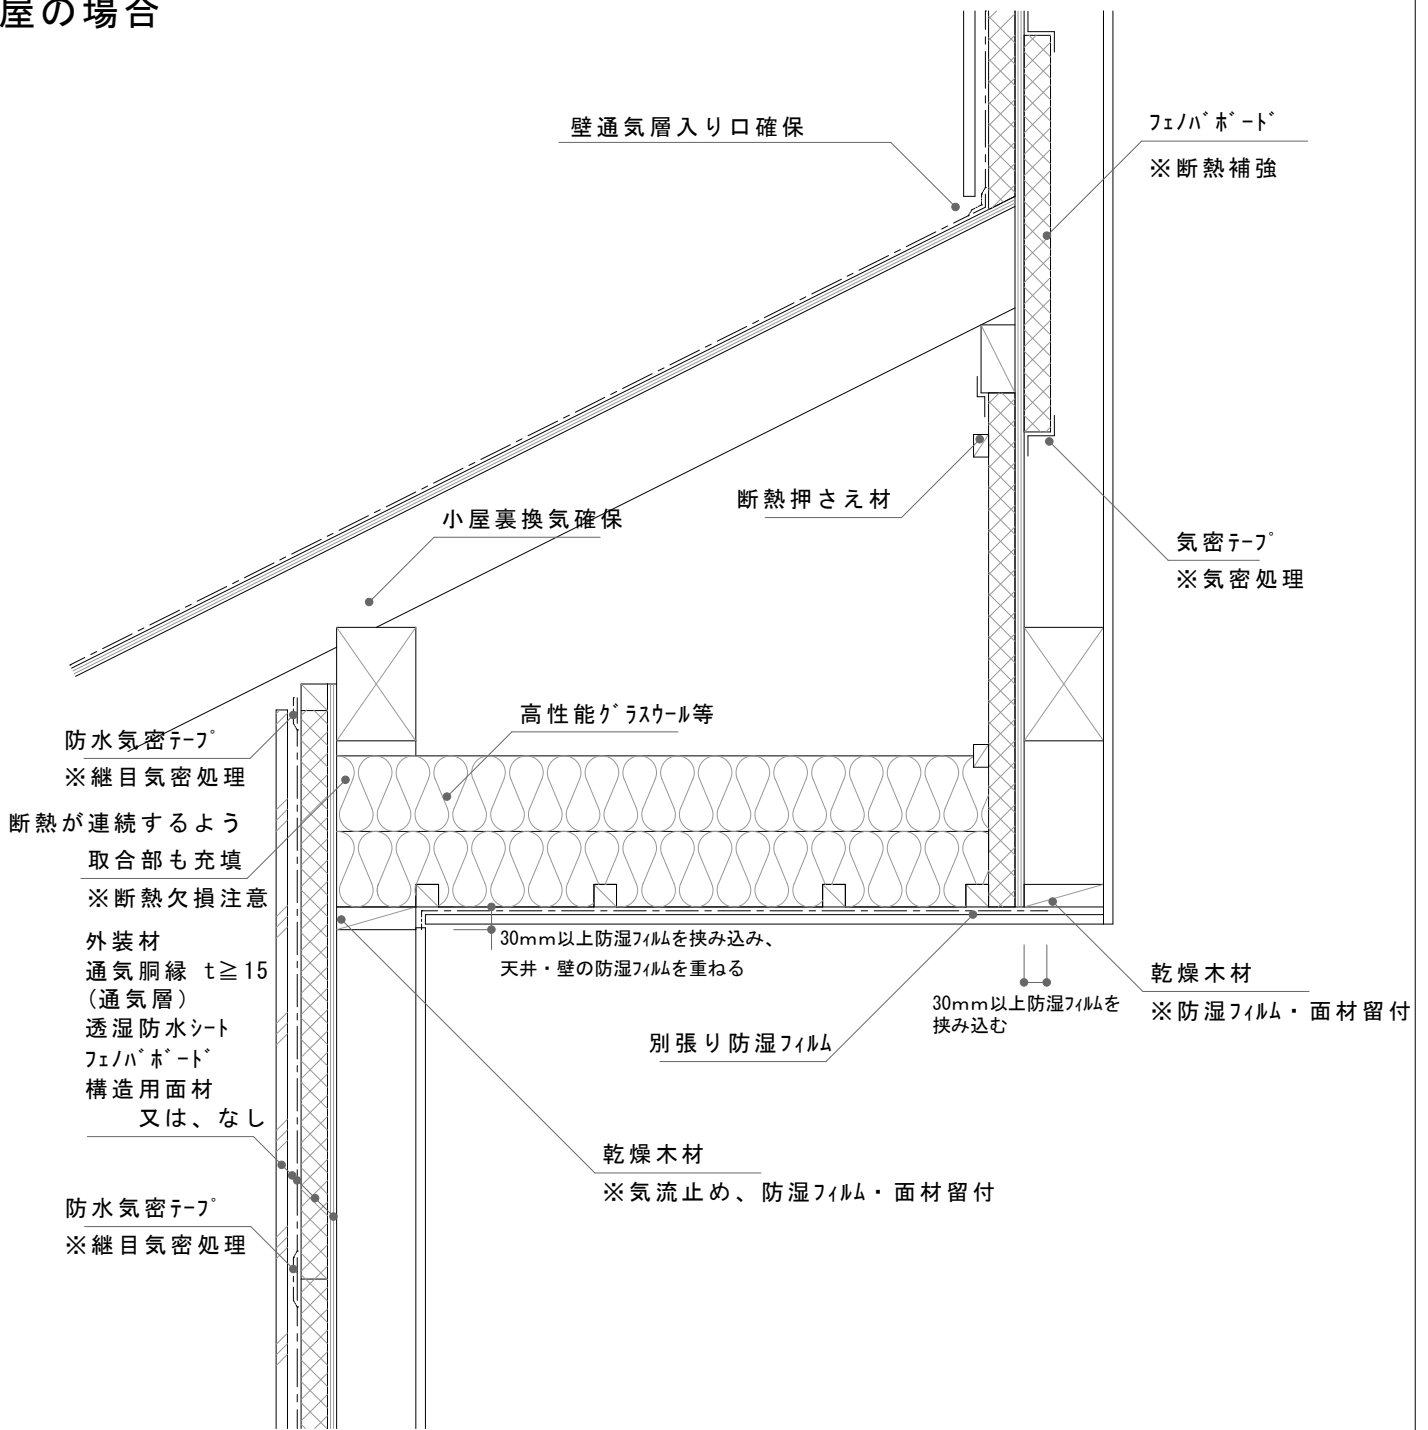 屋の場合
壁通気層入り口確保
フェノバボード
※断熱補強
断熱押さえ材
小屋裏換気確保
気密テープ
※気密処理
高性能グラスウール等
防水気密テープ
※継目気密処理
断熱が連続するよう
取合部も充填
※断熱欠損注意
外装材
通気胴縁 t≧15
(通気層)
透湿防水シート
フェノバボード
構造用面材
又は、なし
防水気密テープ
※継目気密処理
30mm以上防湿フィルムを挟み込み、
天井・壁の防湿フィルムを重ねる
30mm以上防湿フィルムを
挟み込む
乾燥木材
※防湿フィルム・面材留付
別張り防湿フィルム
乾燥木材
※気流止め、防湿フィルム・面材留付